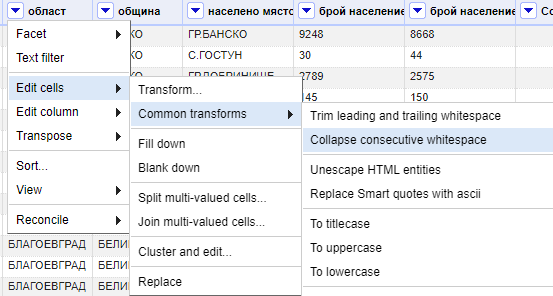 област община населено място брой население брой население Со
Facet КО ГР.БАНСКО 9248 8668
Text filter КО С.ГОСТУН 30 44
Edit cells КО ГР.ДОБРИНИЩЕ 2789 2575
Transform... 145 150
Edit column Common transforms Trim leading and trailing whitespace
Transpose Fill down Collapse consecutive whitespace
Sort... Blank down Unescape HTML entities
View Split multi-valued cells... Replace Smart quotes with ascii
Reconcile Join multi-valued cells... To titlecase
БЛАГОЕВГРАД БЕЛИ Cluster and edit... To uppercase
БЛАГОЕВГРАД БЕЛИ To lowercase
БЛАГОЕВГРАД БЕЛИ Replace